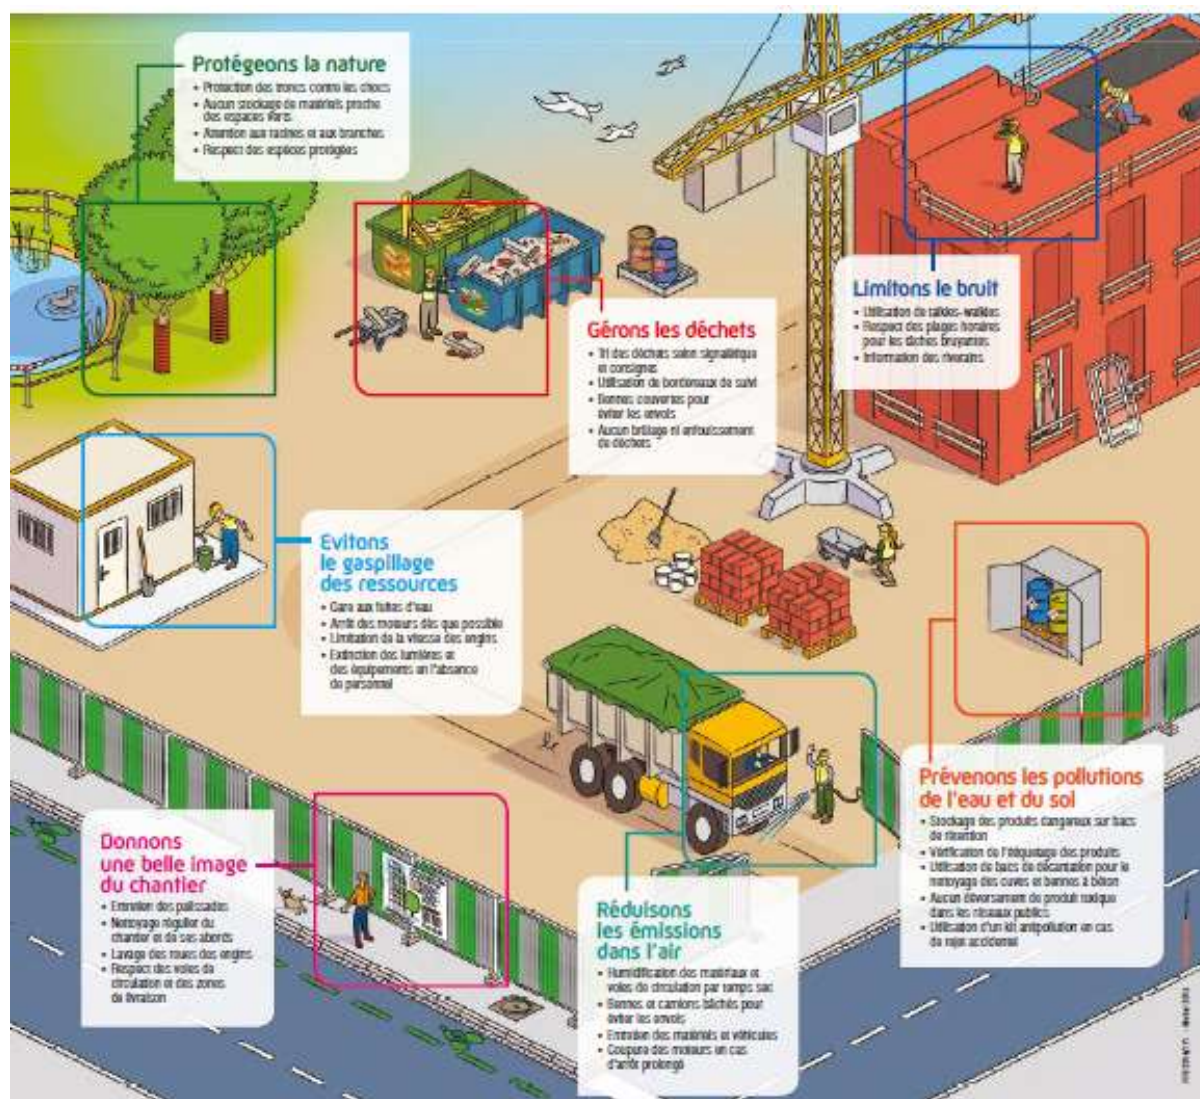 Protégeons la nature
• Protection des troncs contre les chocs
• Aucun stockage de matériels proche
des espaces verts
• Attention aux racines et aux branches
• Respect des espèces protégées
Gérons les déchets
• Tri des déchets selon signalétique
et consignes
• Utilisation de bordereaux de suivi
• Bennes couvertes pour
éviter les envols
• Aucun brûlage ni enfouissement
de déchets
Limitons le bruit
• Utilisation de talkies-walkies
• Respect des plages horaires
pour les tâches bruyantes
• Information des riverains
Evitons
le gaspillage
des ressources
• Gare aux fuites d'eau
• Arrêt des moteurs dès que possible
• Limitation de la vitesse des engins
• Extinction des lumières et
des équipements en l'absence
de personnel
Prévenons les pollutions
de l'eau et du sol
• Stockage des produits dangereux sur bacs
de rétention
• Vérification de l'étiquetage des produits
• Utilisation de bacs de décantation pour le
nettoyage des cuves et bennes à béton
• Aucun déversement de produit toxique
dans les réseaux publics
• Utilisation d'un kit antipollution en cas
de rejet accidentel
Donnons
une belle image
du chantier
• Entretien des palissades
• Nettoyage régulier du
chantier et de ses abords
• Lavage des roues des engins
• Respect des voies de
circulation et des zones
de livraison
Réduisons
les émissions
dans l'air
• Humidification des matériaux et
voies de circulation par temps sec
• Bennes et camions bâchés pour
éviter les envols
• Entretien des matériels et véhicules
• Coupure des moteurs en cas
d'arrêt prolongé